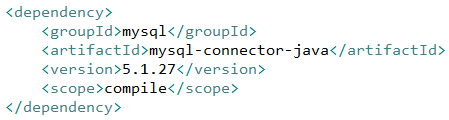 <dependency>
    <groupId>mysql</groupId>
    <artifactId>mysql-connector-java</artifactId>
    <version>5.1.27</version>
    <scope>compile</scope>
</dependency>